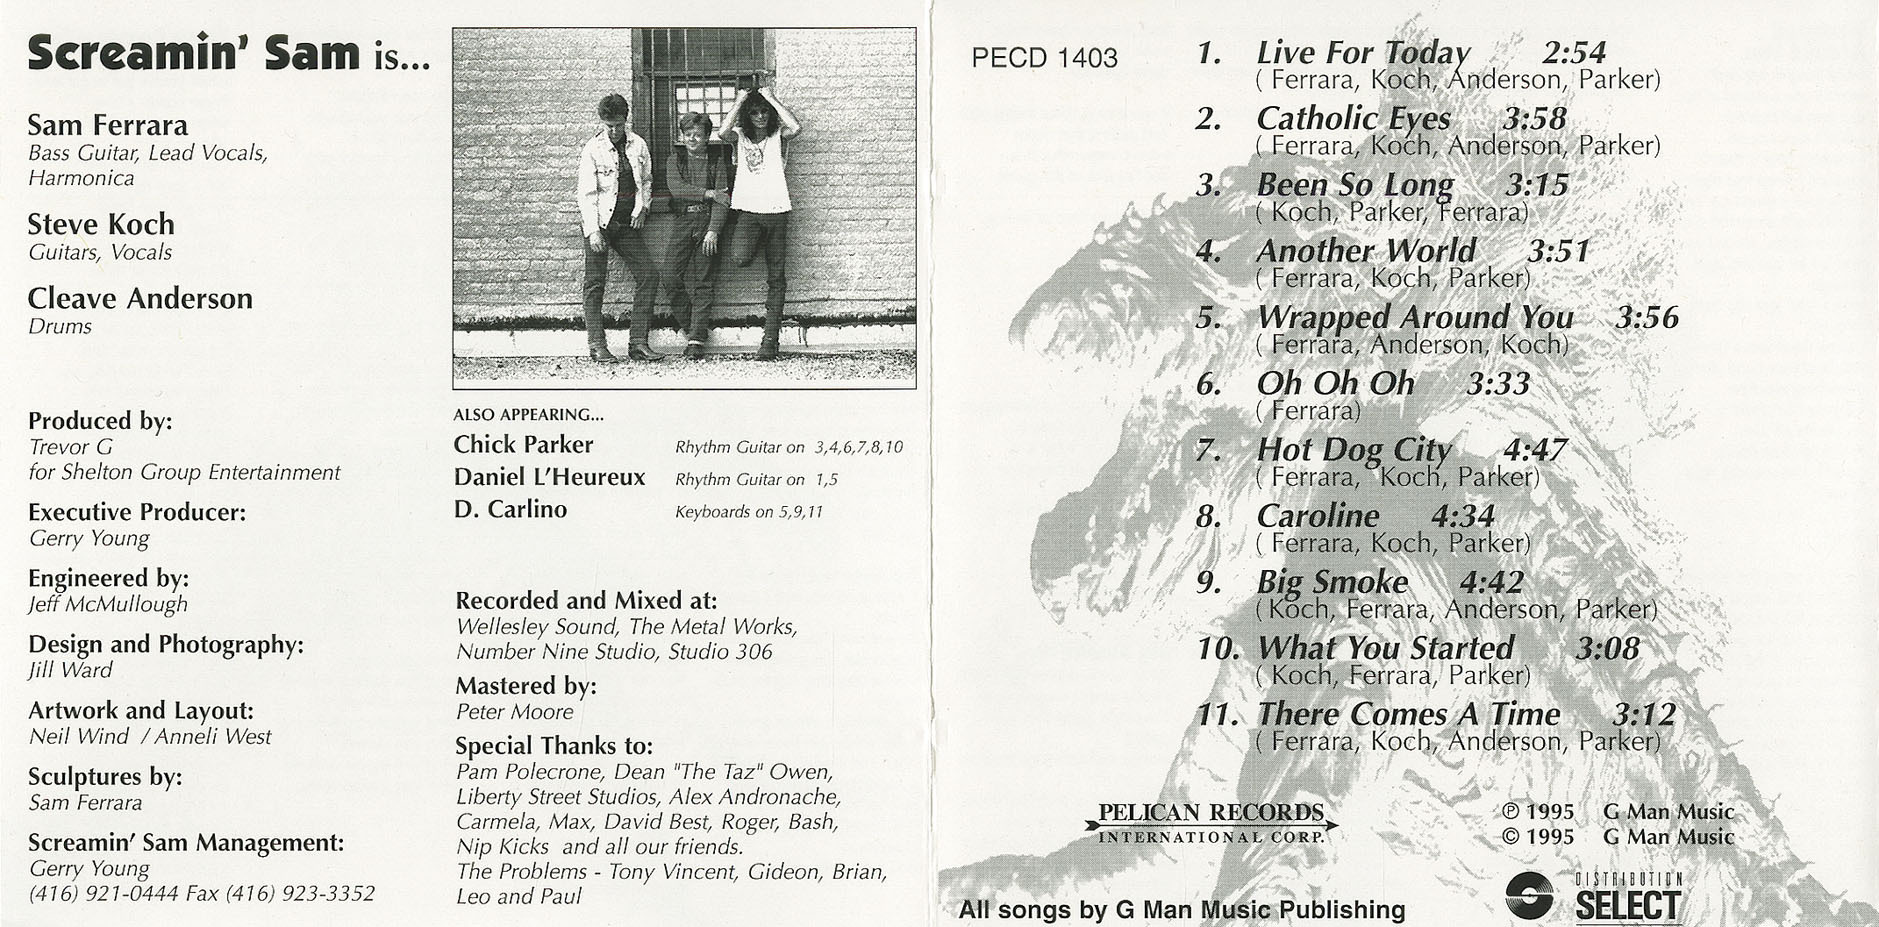 Screamin' Sam is...
Sam Ferrara
Bass Guitar, Lead Vocals,
Harmonica
Steve Koch
Guitars, Vocals
Cleave Anderson
Drums
Produced by:
Trevor G
for Shelton Group Entertainment
Executive Producer:
Gerry Young
Engineered by:
Jeff McMullough
Design and Photography:
Jill Ward
Artwork and Layout:
Neil Wind / Anneli West
Sculptures by:
Sam Ferrara
Screamin' Sam Management:
Gerry Young
(416) 921-0444 Fax (416) 923-3352
ALSO APPEARING...
Chick Parker Rhythm Guitar on 3,4,6,7,8,10
Daniel L'Heureux Rhythm Guitar on 1,5
D. Carlino Keyboards on 5,9,11
Recorded and Mixed at:
Wellesley Sound, The Metal Works,
Number Nine Studio, Studio 306
Mastered by:
Peter Moore
Special Thanks to:
Pam Polecrone, Dean "The Taz" Owen,
Liberty Street Studios, Alex Andronache,
Carmela, Max, David Best, Roger, Bash,
Nip Kicks and all our friends.
The Problems - Tony Vincent, Gideon, Brian,
Leo and Paul
PECD 1403
1. Live For Today 2:54
( Ferrara, Koch, Anderson, Parker)
2. Catholic Eyes 3:58
( Ferrara, Koch, Anderson, Parker)
3. Been So Long 3:15
( Koch, Parker, Ferrara)
4. Another World 3:51
( Ferrara, Koch, Parker)
5. Wrapped Around You 3:56
( Ferrara, Anderson, Koch)
6. Oh Oh Oh 3:33
( Ferrara)
7. Hot Dog City 4:47
( Ferrara, Koch, Parker)
8. Caroline 4:34
( Ferrara, Koch, Parker)
9. Big Smoke 4:42
( Koch, Ferrara, Anderson, Parker)
10. What You Started 3:08
( Koch, Ferrara, Parker)
11. There Comes A Time 3:12
( Ferrara, Koch, Anderson, Parker)
PELICAN RECORDS
INTERNATIONAL CORP.
℗ 1995 G Man Music
© 1995 G Man Music
DISTRIBUTION
SELECT
All songs by G Man Music Publishing